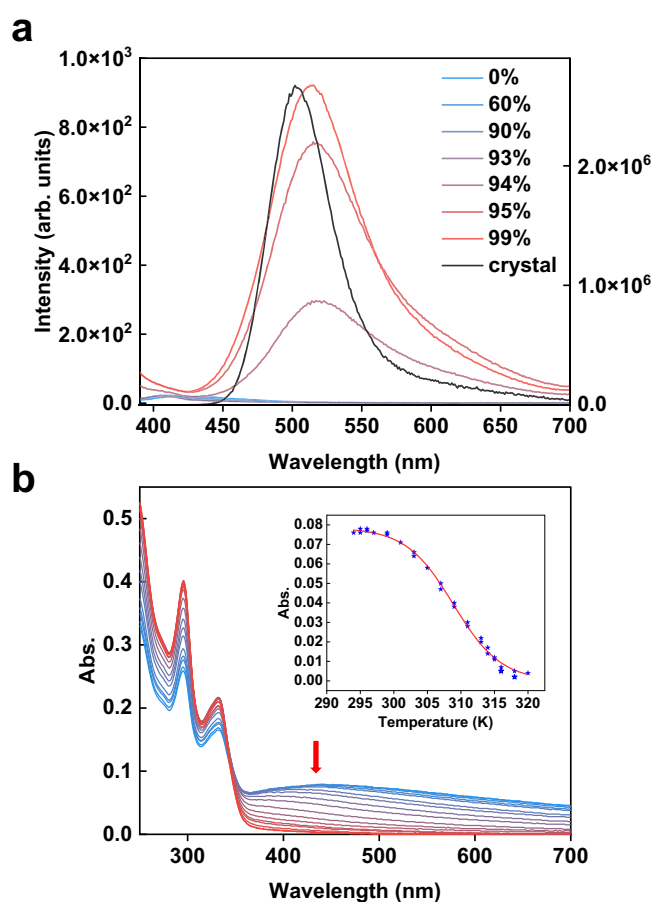 a
1.0×10³
8.0×10²
6.0×10²
4.0×10²
2.0×10²
0.0
Intensity (arb. units)
0%
60%
90%
93%
94%
95%
99%
crystal
2.0×10⁶
1.0×10⁶
0.0
400 450 500 550 600 650 700
Wavelength (nm)
b
0.5
0.4
0.3
0.2
0.1
0.0
Abs.
0.08
0.07
0.06
0.05
0.04
0.03
0.02
0.01
0.00
Abs.
290 295 300 305 310 315 320
Temperature (K)
300 400 500 600 700
Wavelength (nm)